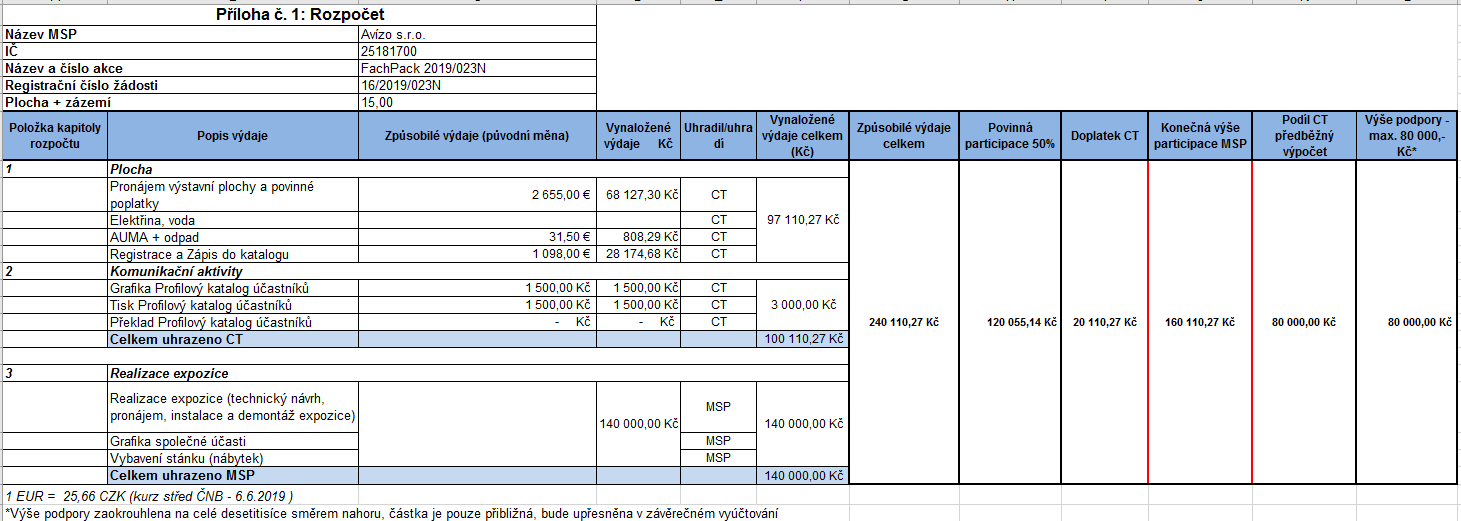 Příloha č. 1: Rozpočet
Název MSP Avízo s.r.o.
IČ 25181700
Název a číslo akce FachPack 2019/023N
Registrační číslo žádosti 16/2019/023N
Plocha + zázemí 15,00
Položka kapitoly rozpočtu Popis výdaje Způsobilé výdaje (původní měna) Vynaložené výdaje Kč Uhradil/uhradí Vynaložené výdaje celkem (Kč) Způsobilé výdaje celkem Povinná participace 50% Doplatek CT Konečná výše participace MSP Podíl CT předběžný výpočet Výše podpory - max. 80 000,- Kč*
1 Plocha
Pronájem výstavní plochy a povinné poplatky 2 655,00 € 68 127,30 Kč CT 97 110,27 Kč
Elektřina, voda CT
AUMA + odpad 31,50 € 808,29 Kč CT
Registrace a Zápis do katalogu 1 098,00 € 28 174,68 Kč CT
2 Komunikační aktivity
Grafika Profilový katalog účastníků 1 500,00 Kč 1 500,00 Kč CT 3 000,00 Kč
Tisk Profilový katalog účastníků 1 500,00 Kč 1 500,00 Kč CT
Překlad Profilový katalog účastníků - Kč - Kč CT
240 110,27 Kč 120 055,14 Kč 20 110,27 Kč 160 110,27 Kč 80 000,00 Kč 80 000,00 Kč
Celkem uhrazeno CT 100 110,27 Kč
3 Realizace expozice
Realizace expozice (technický návrh, pronájem, instalace a demontáž expozice) 140 000,00 Kč MSP 140 000,00 Kč
Grafika společné účasti MSP
Vybavení stánku (nábytek) MSP
Celkem uhrazeno MSP 140 000,00 Kč
1 EUR = 25,66 CZK (kurz střed ČNB - 6.6.2019 )
*Výše podpory zaokrouhlena na celé desetitisíce směrem nahoru, částka je pouze přibližná, bude upřesněna v závěrečném vyúčtování